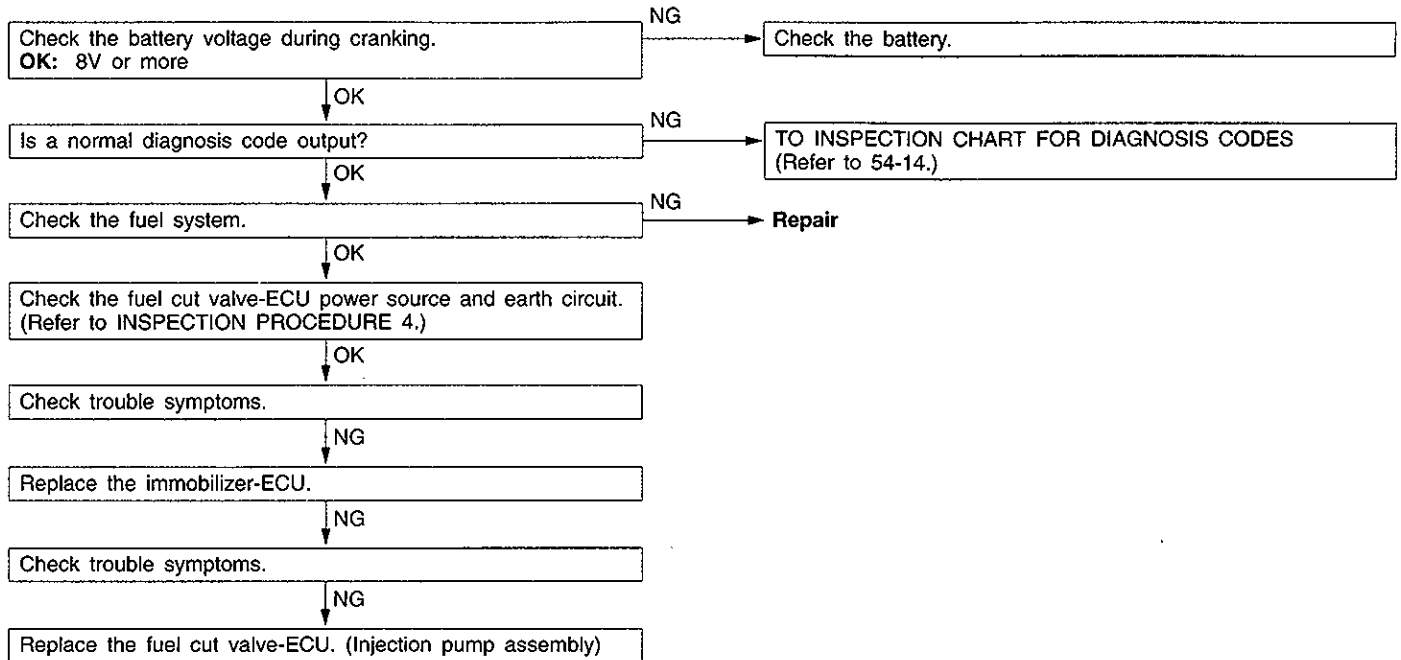 Check the battery voltage during cranking.
OK: 8V or more
NG
Check the battery.
OK
Is a normal diagnosis code output?
NG
TO INSPECTION CHART FOR DIAGNOSIS CODES
(Refer to 54-14.)
OK
Check the fuel system.
NG
Repair
OK
Check the fuel cut valve-ECU power source and earth circuit.
(Refer to INSPECTION PROCEDURE 4.)
OK
Check trouble symptoms.
NG
Replace the immobilizer-ECU.
NG
Check trouble symptoms.
NG
Replace the fuel cut valve-ECU. (Injection pump assembly)